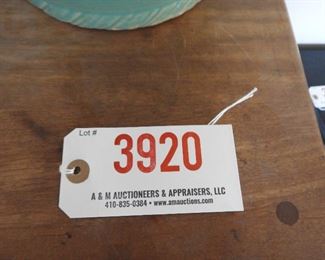 Lot #
3920
A & M AUCTIONEERS & APPRAISERS, LLC
410-835-0384 • www.amauctions.com